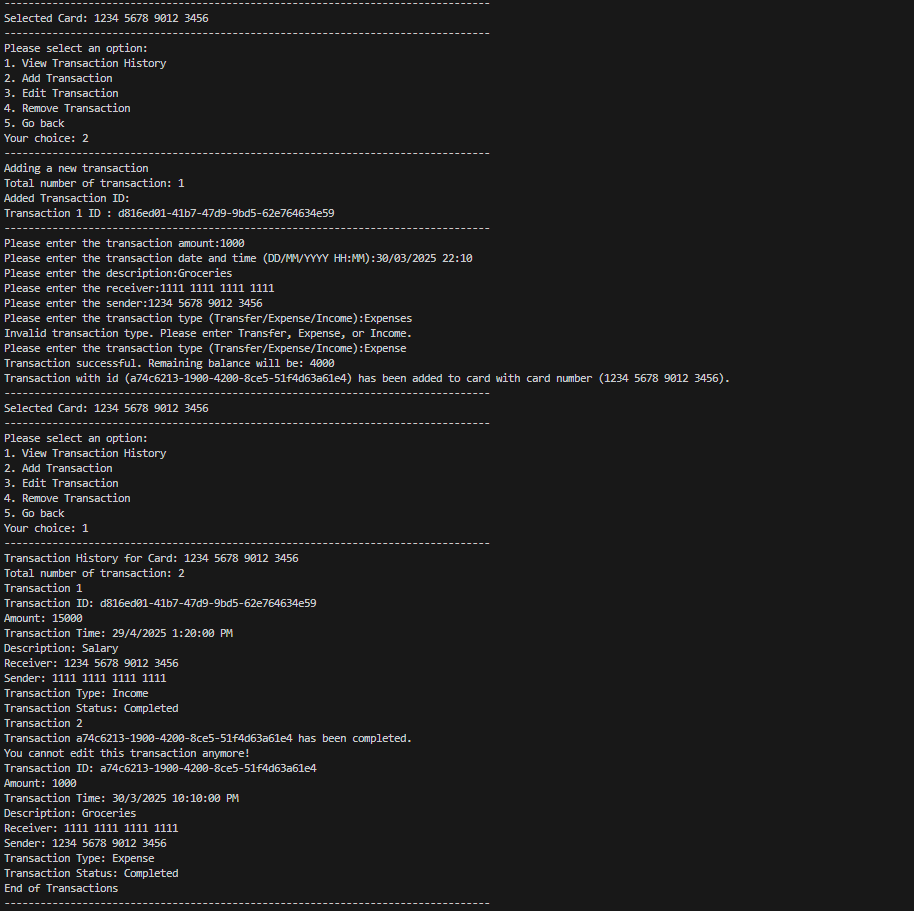 ---------------------------------------------------------------------------------
Selected Card: 1234 5678 9012 3456
---------------------------------------------------------------------------------
Please select an option:
1. View Transaction History
2. Add Transaction
3. Edit Transaction
4. Remove Transaction
5. Go back
Your choice: 2
---------------------------------------------------------------------------------
Adding a new transaction
Total number of transaction: 1
Added Transaction ID:
Transaction 1 ID : d816ed01-41b7-47d9-9bd5-62e764634e59
---------------------------------------------------------------------------------
Please enter the transaction amount:1000
Please enter the transaction date and time (DD/MM/YYYY HH:MM):30/03/2025 22:10
Please enter the description:Groceries
Please enter the receiver:1111 1111 1111 1111
Please enter the sender:1234 5678 9012 3456
Please enter the transaction type (Transfer/Expense/Income):Expenses
Invalid transaction type. Please enter Transfer, Expense, or Income.
Please enter the transaction type (Transfer/Expense/Income):Expense
Transaction successful. Remaining balance will be: 4000
Transaction with id (a74c6213-1900-4200-8ce5-51f4d63a61e4) has been added to card with card number (1234 5678 9012 3456).
---------------------------------------------------------------------------------
Selected Card: 1234 5678 9012 3456
---------------------------------------------------------------------------------
Please select an option:
1. View Transaction History
2. Add Transaction
3. Edit Transaction
4. Remove Transaction
5. Go back
Your choice: 1
---------------------------------------------------------------------------------
Transaction History for Card: 1234 5678 9012 3456
Total number of transaction: 2
Transaction 1
Transaction ID: d816ed01-41b7-47d9-9bd5-62e764634e59
Amount: 15000
Transaction Time: 29/4/2025 1:20:00 PM
Description: Salary
Receiver: 1234 5678 9012 3456
Sender: 1111 1111 1111 1111
Transaction Type: Income
Transaction Status: Completed
Transaction 2
Transaction a74c6213-1900-4200-8ce5-51f4d63a61e4 has been completed.
You cannot edit this transaction anymore!
Transaction ID: a74c6213-1900-4200-8ce5-51f4d63a61e4
Amount: 1000
Transaction Time: 30/3/2025 10:10:00 PM
Description: Groceries
Receiver: 1111 1111 1111 1111
Sender: 1234 5678 9012 3456
Transaction Type: Expense
Transaction Status: Completed
End of Transactions
---------------------------------------------------------------------------------